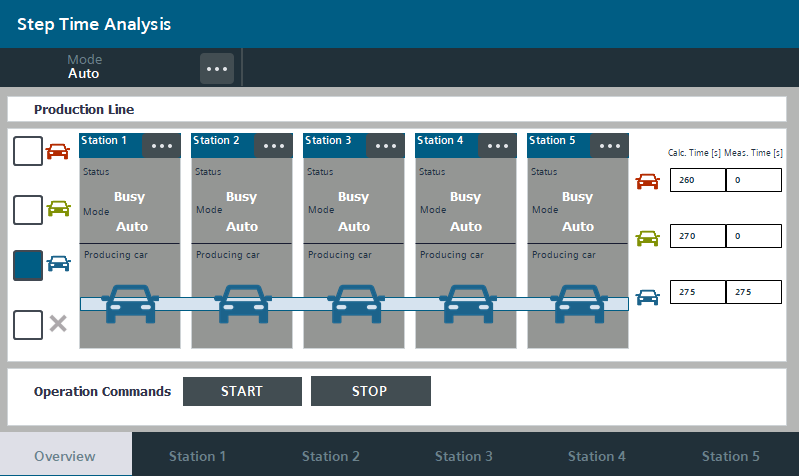 Step Time Analysis
Mode
Auto
Production Line
Station 1 Station 2 Station 3 Station 4 Station 5
Calc. Time [s] Meas. Time [s]
Status Status Status Status Status
Busy Busy Busy Busy Busy
260 0
Mode Mode Mode Mode Mode
Auto Auto Auto Auto Auto
270 0
Producing car Producing car Producing car Producing car Producing car
275 275
Operation Commands START STOP
Overview Station 1 Station 2 Station 3 Station 4 Station 5